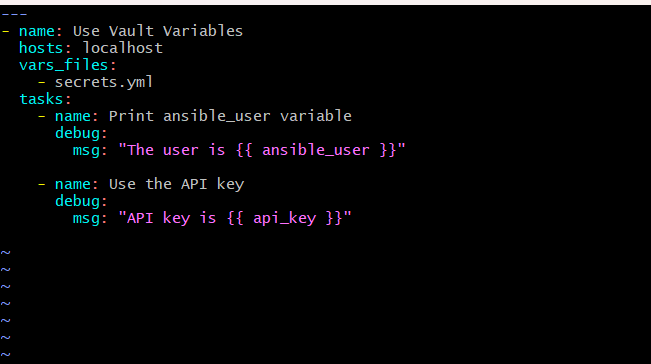 ---
- name: Use Vault Variables
  hosts: localhost
  vars_files:
    - secrets.yml
  tasks:
    - name: Print ansible_user variable
      debug:
        msg: "The user is {{ ansible_user }}"

    - name: Use the API key
      debug:
        msg: "API key is {{ api_key }}"

~
~
~
~
~
~
~